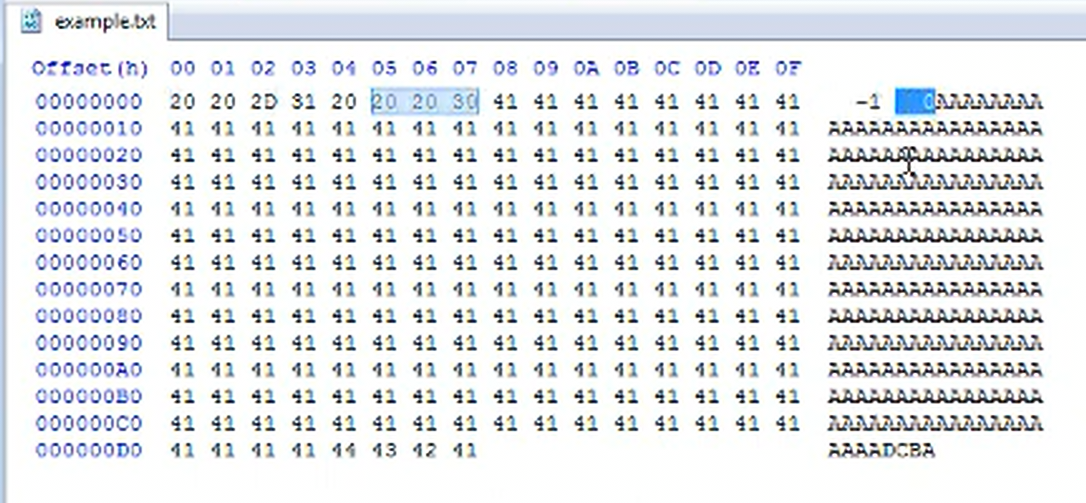 example.txt
Offset(h) 00 01 02 03 04 05 06 07 08 09 0A 0B 0C 0D 0E 0F
00000000 20 20 2D 31 20 20 20 30 41 41 41 41 41 41 41 41   -1   0AAAAAAAA
00000010 41 41 41 41 41 41 41 41 41 41 41 41 41 41 41 41 AAAAAAAAAAAAAAAA
00000020 41 41 41 41 41 41 41 41 41 41 41 41 41 41 41 41 AAAAAAAAAAAAAAAA
00000030 41 41 41 41 41 41 41 41 41 41 41 41 41 41 41 41 AAAAAAAAAAAAAAAA
00000040 41 41 41 41 41 41 41 41 41 41 41 41 41 41 41 41 AAAAAAAAAAAAAAAA
00000050 41 41 41 41 41 41 41 41 41 41 41 41 41 41 41 41 AAAAAAAAAAAAAAAA
00000060 41 41 41 41 41 41 41 41 41 41 41 41 41 41 41 41 AAAAAAAAAAAAAAAA
00000070 41 41 41 41 41 41 41 41 41 41 41 41 41 41 41 41 AAAAAAAAAAAAAAAA
00000080 41 41 41 41 41 41 41 41 41 41 41 41 41 41 41 41 AAAAAAAAAAAAAAAA
00000090 41 41 41 41 41 41 41 41 41 41 41 41 41 41 41 41 AAAAAAAAAAAAAAAA
000000A0 41 41 41 41 41 41 41 41 41 41 41 41 41 41 41 41 AAAAAAAAAAAAAAAA
000000B0 41 41 41 41 41 41 41 41 41 41 41 41 41 41 41 41 AAAAAAAAAAAAAAAA
000000C0 41 41 41 41 41 41 41 41 41 41 41 41 41 41 41 41 AAAAAAAAAAAAAAAA
000000D0 41 41 41 41 44 43 42 41 AAAADCBA